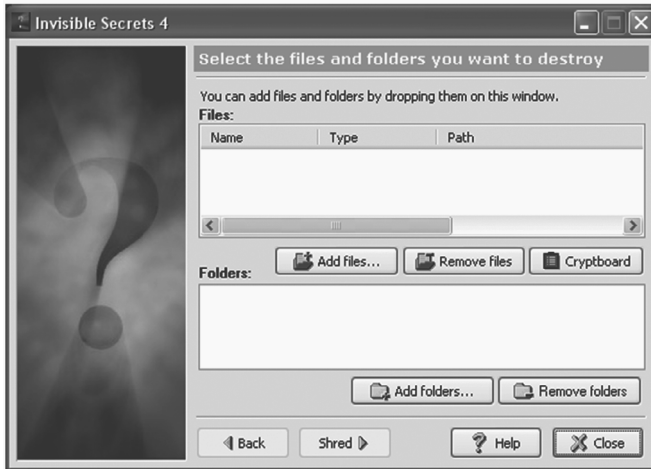 Invisible Secrets 4
Select the files and folders you want to destroy
You can add files and folders by dropping them on this window.
Files:
Name Type Path
Add files... Remove files Cryptboard
Folders:
Add folders... Remove folders
Back Shred Help Close